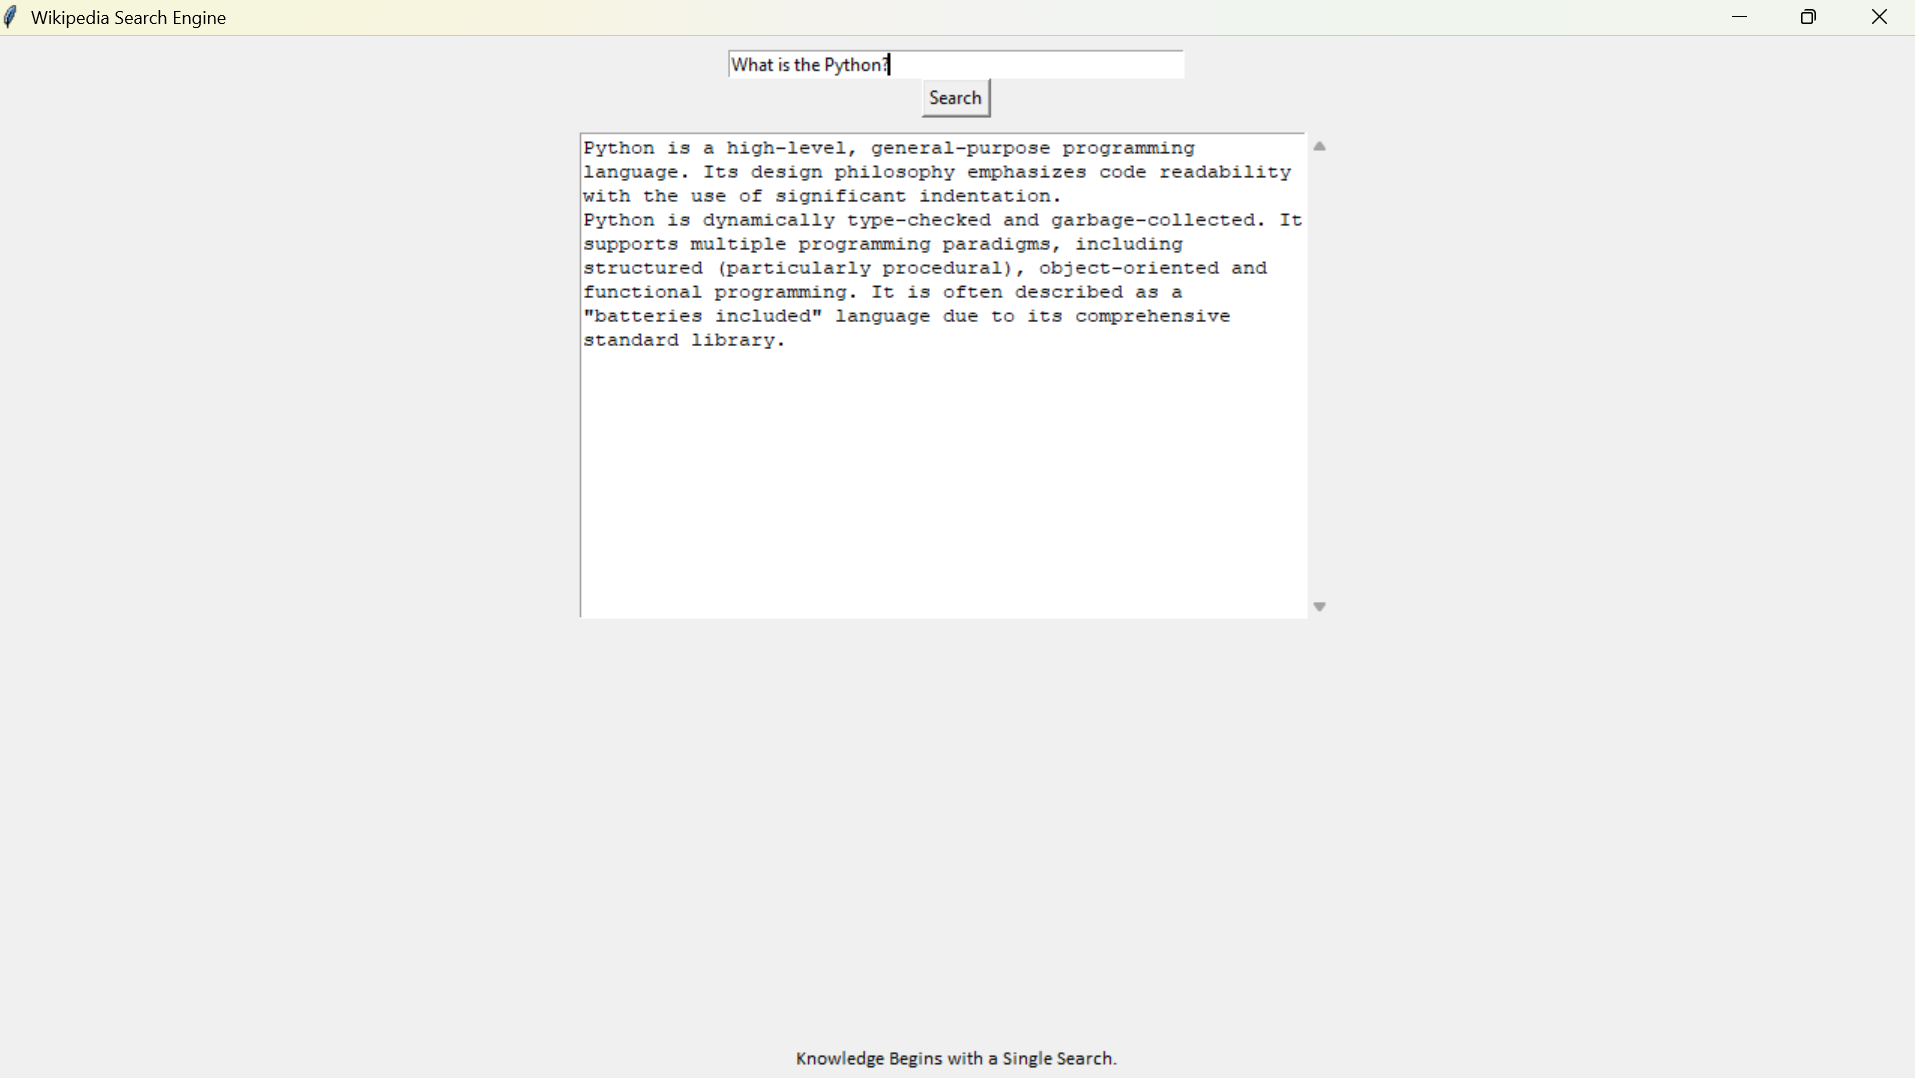 Wikipedia Search Engine
What is the Python?
Search
Python is a high-level, general-purpose programming
language. Its design philosophy emphasizes code readability
with the use of significant indentation.
Python is dynamically type-checked and garbage-collected. It
supports multiple programming paradigms, including
structured (particularly procedural), object-oriented and
functional programming. It is often described as a
"batteries included" language due to its comprehensive
standard library.
Knowledge Begins with a Single Search.